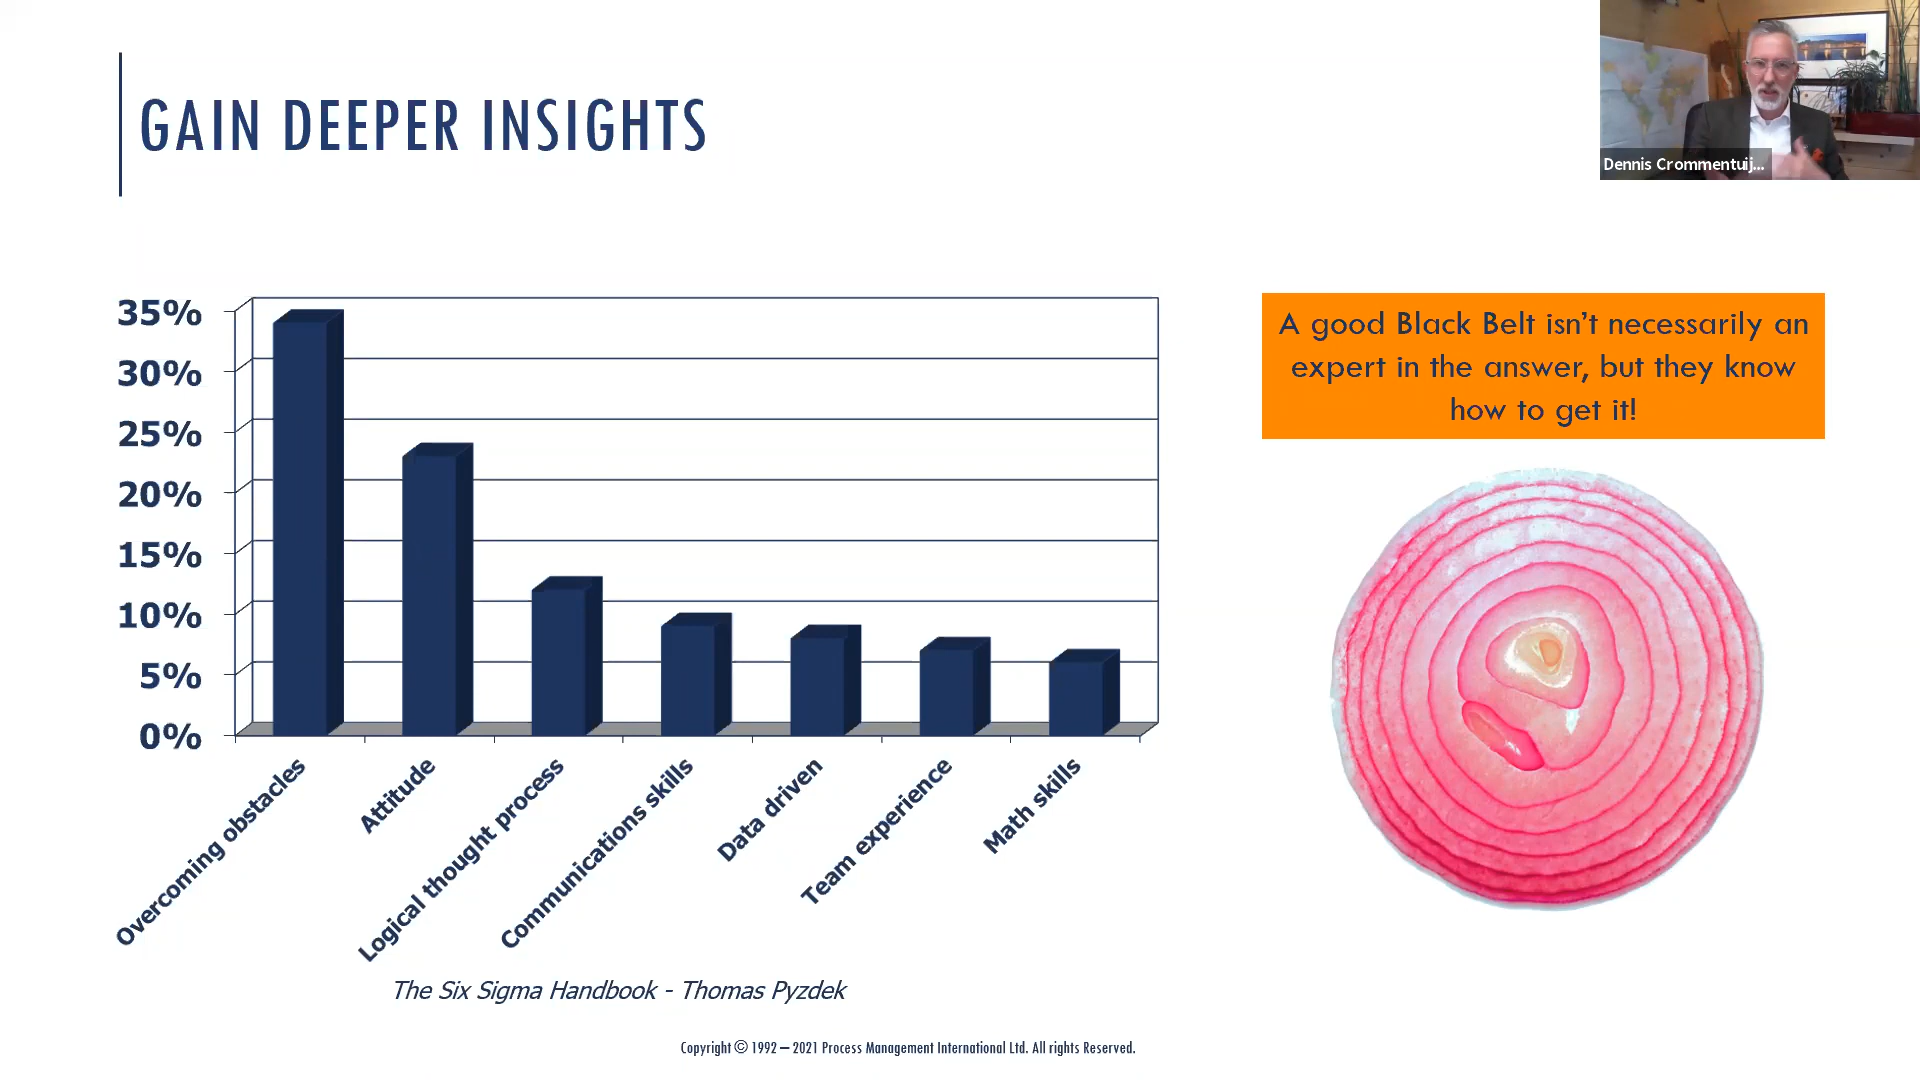 GAIN DEEPER INSIGHTS
Dennis Crommentuij...
35%
30%
25%
20%
15%
10%
5%
0%
Overcoming obstacles
Attitude
Logical thought process
Communications skills
Data driven
Team experience
Math skills
A good Black Belt isn't necessarily an
expert in the answer, but they know
how to get it!
The Six Sigma Handbook - Thomas Pyzdek
Copyright © 1992 – 2021 Process Management International Ltd. All rights Reserved.